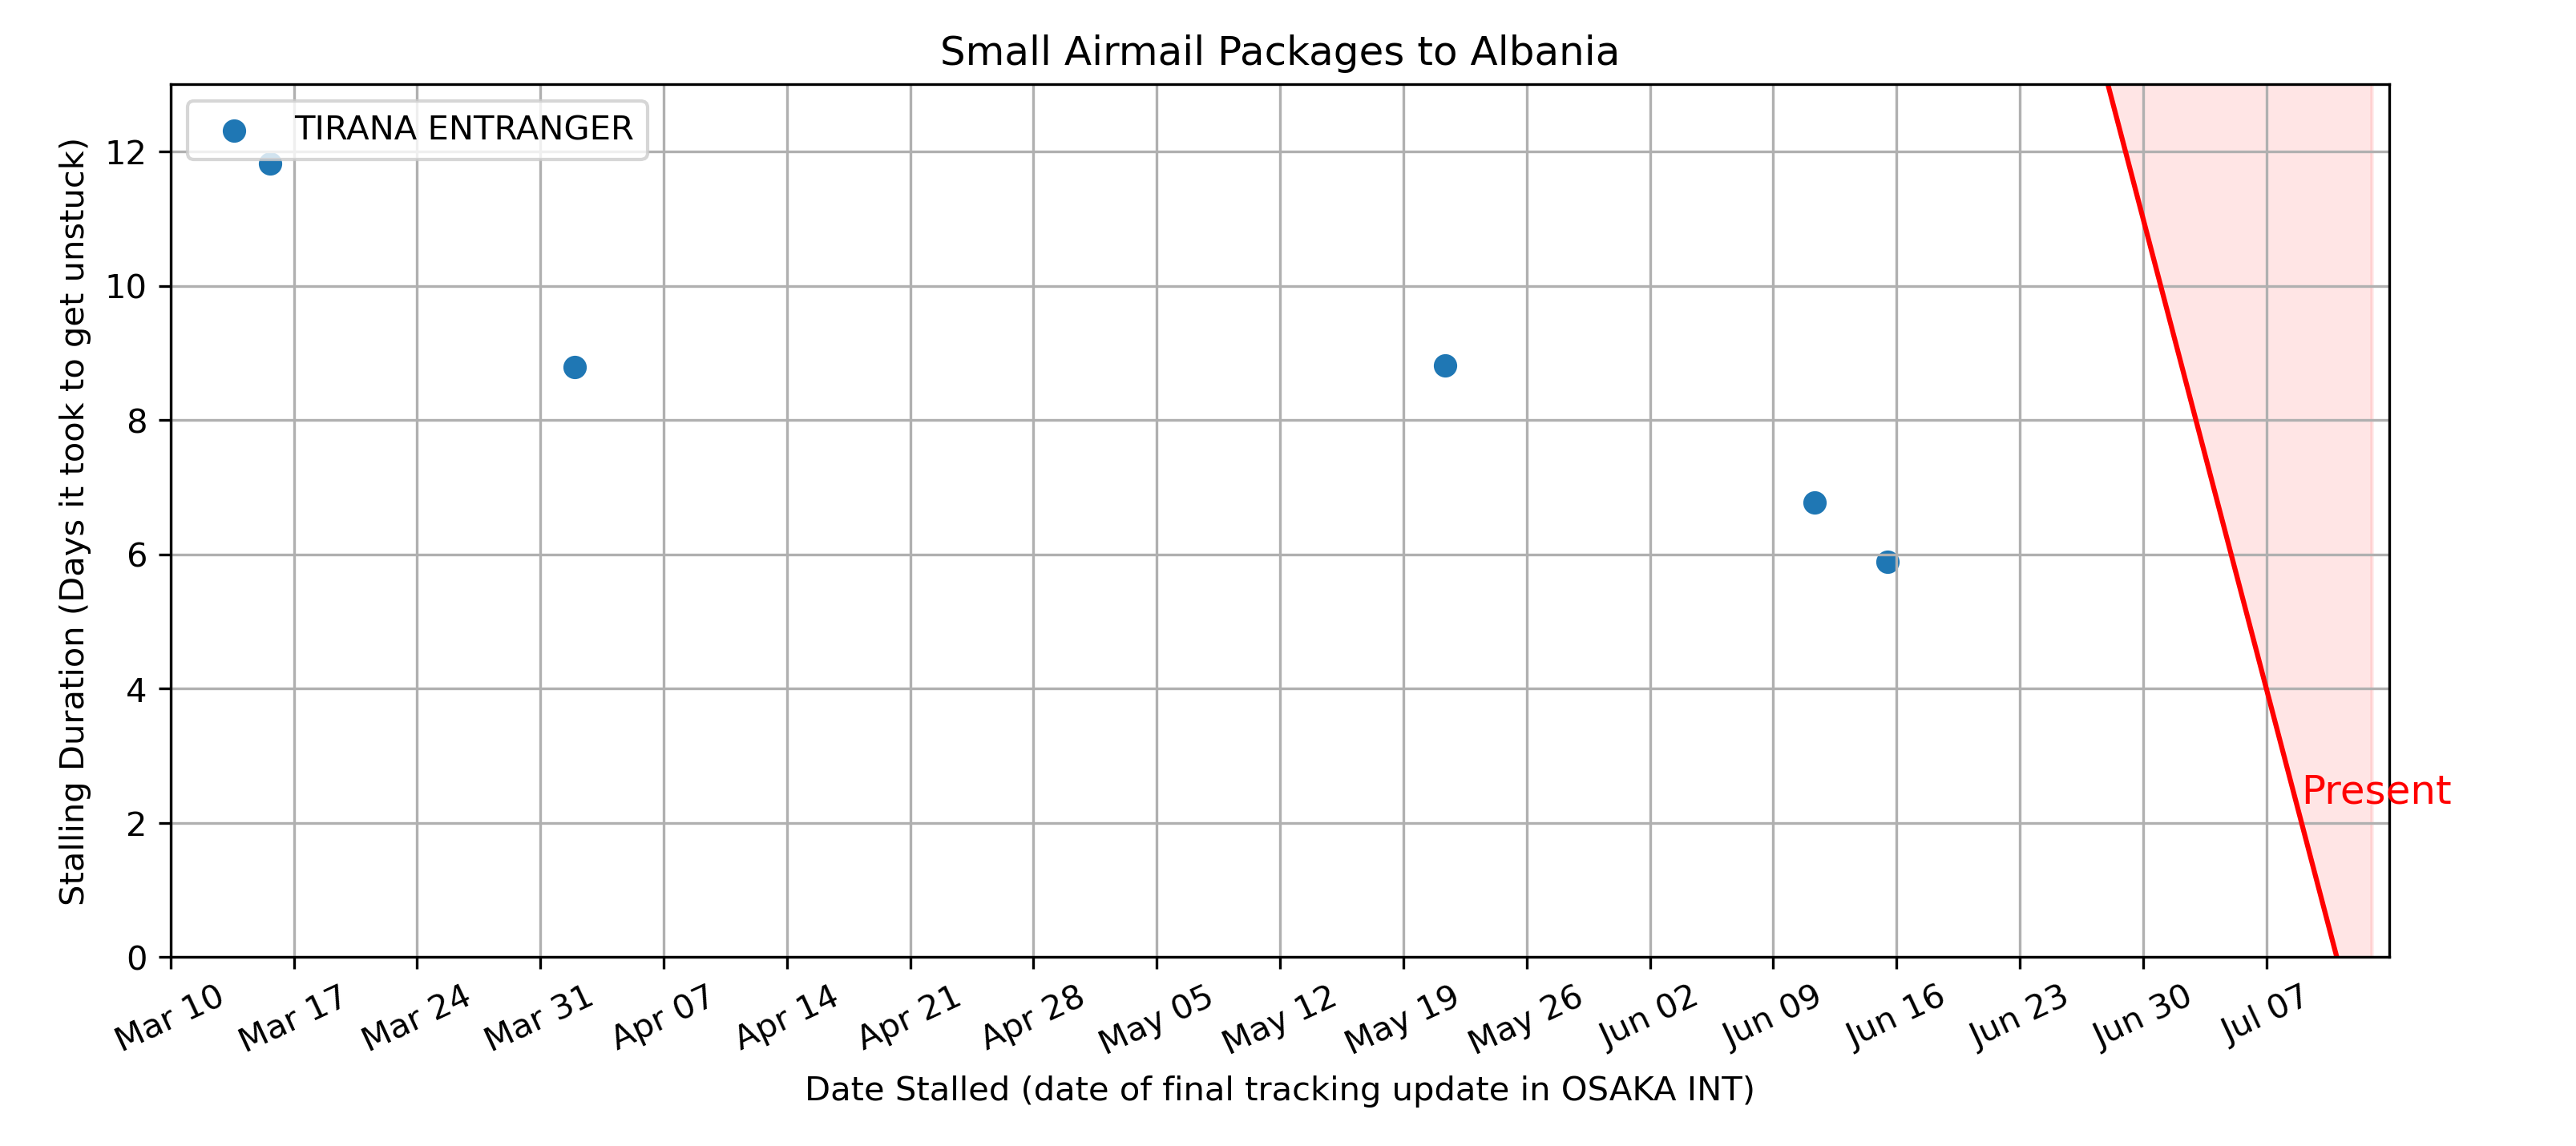 Small Airmail Packages to Albania
TIRANA ENTRANGER
Stalling Duration (Days it took to get unstuck)
12
10
8
6
4
2
0
Present
Mar 10
Mar 17
Mar 24
Mar 31
Apr 07
Apr 14
Apr 21
Apr 28
May 05
May 12
May 19
May 26
Jun 02
Jun 09
Jun 16
Jun 23
Jun 30
Jul 07
Date Stalled (date of final tracking update in OSAKA INT)